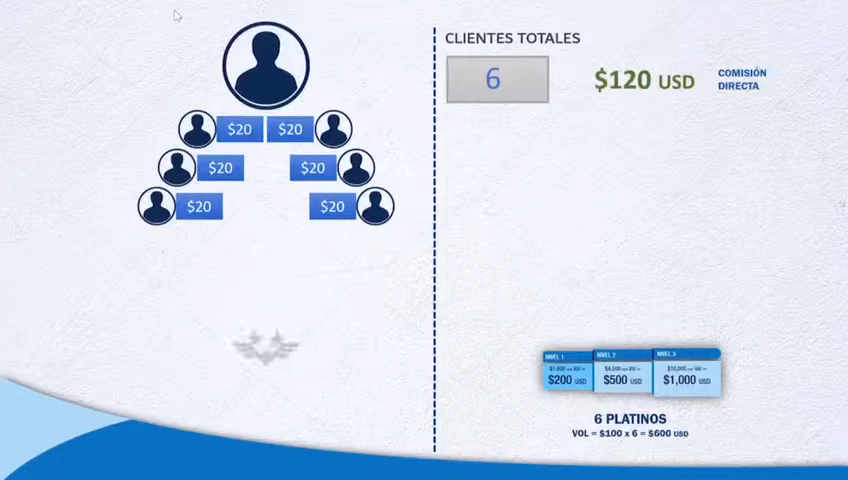 CLIENTES TOTALES
6
$120 USD
COMISIÓN
DIRECTA
$20 $20
$20 $20
$20 $20
NIVEL 1 NIVEL 2 NIVEL 3
$200 USD $500 USD $1,000 USD
6 PLATINOS
VOL = $100 x 6 = $600 USD